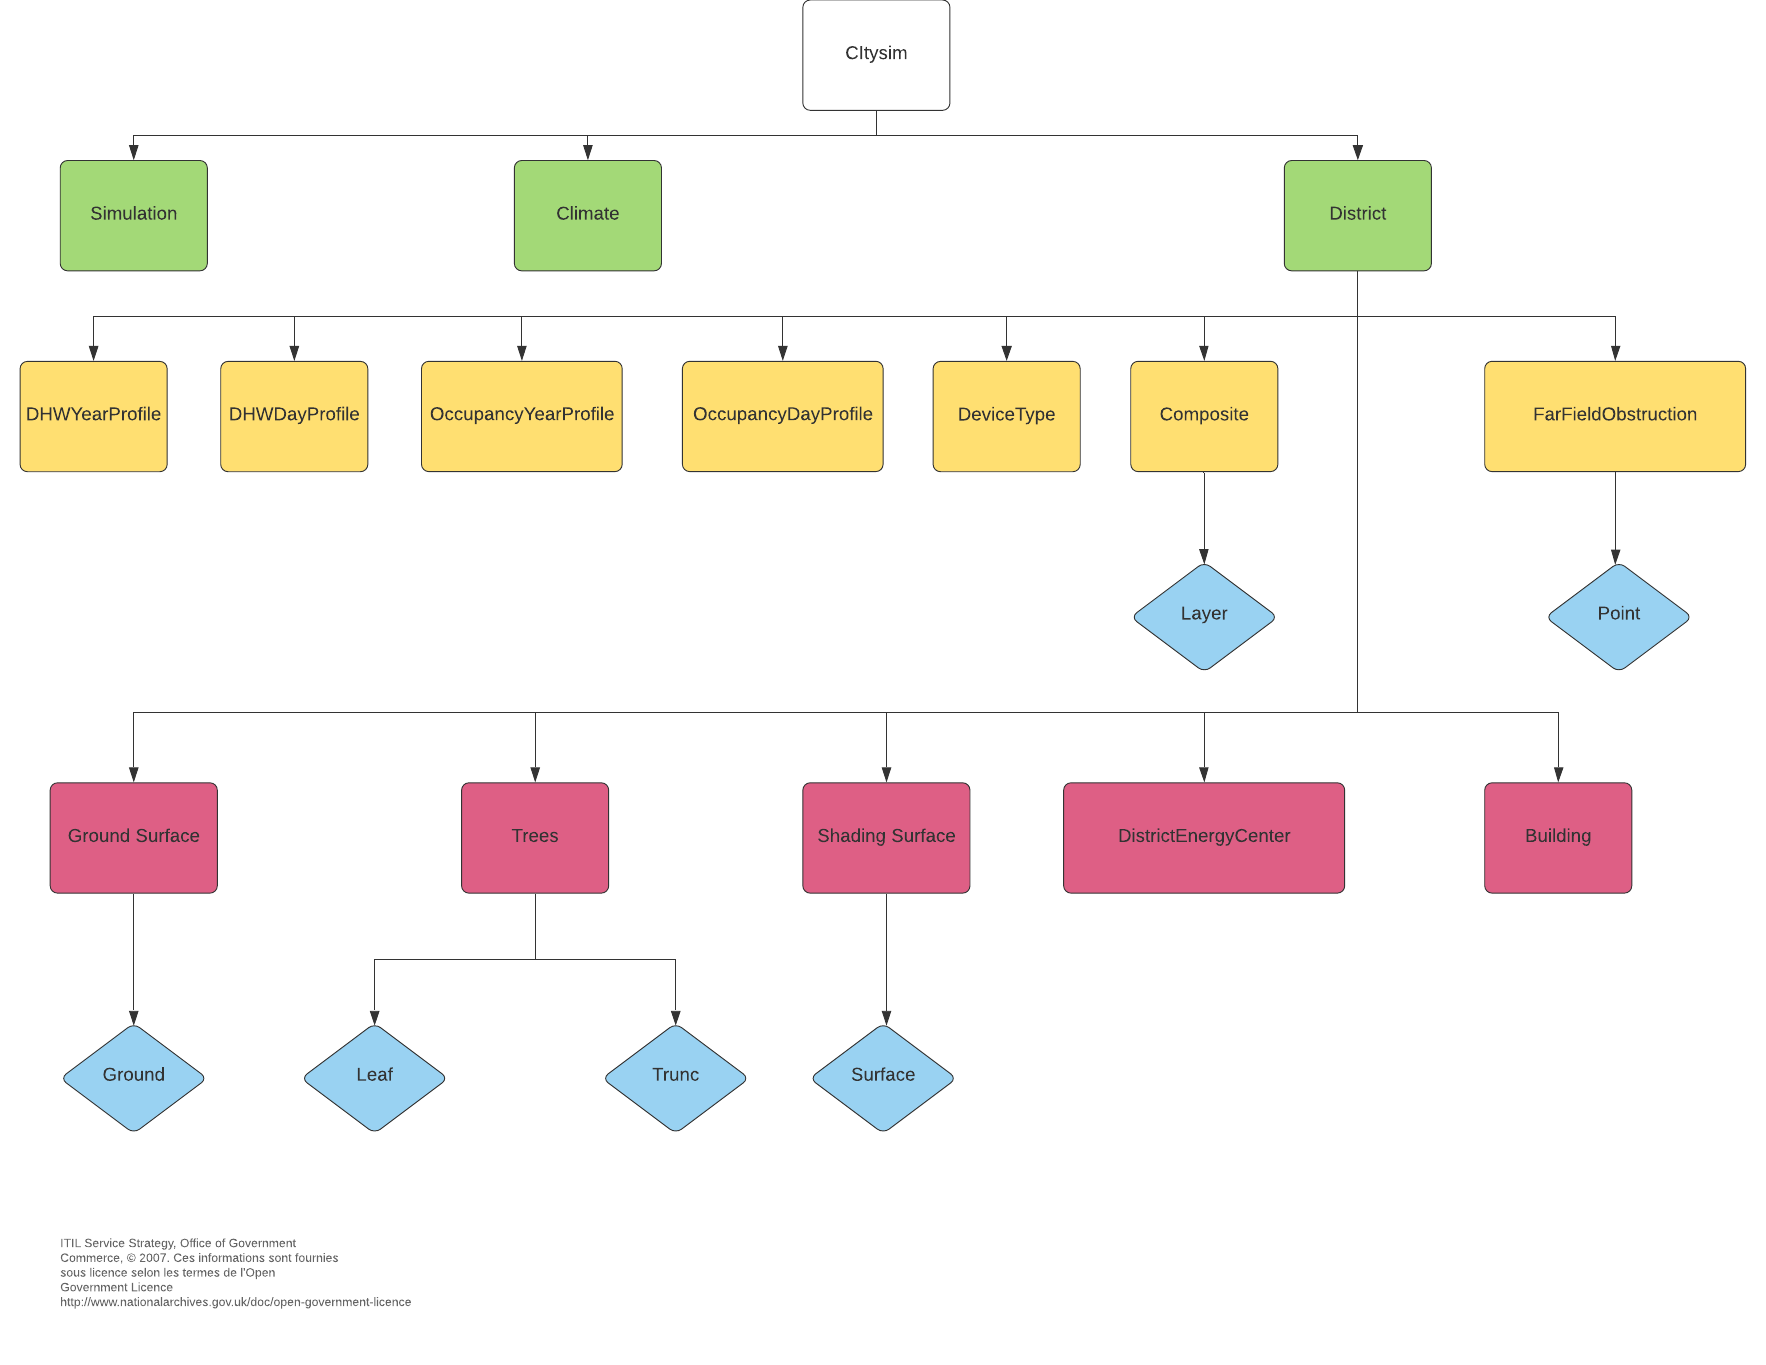 CItysim
Simulation
Climate
District
DHWYearProfile
DHWDayProfile
OccupancyYearProfile
OccupancyDayProfile
DeviceType
Composite
FarFieldObstruction
Layer
Point
Ground Surface
Trees
Shading Surface
DistrictEnergyCenter
Building
Ground
Leaf
Trunc
Surface
ITIL Service Strategy, Office of Government
Commerce, © 2007. Ces informations sont fournies
sous licence selon les termes de l'Open
Government Licence
http://www.nationalarchives.gov.uk/doc/open-government-licence